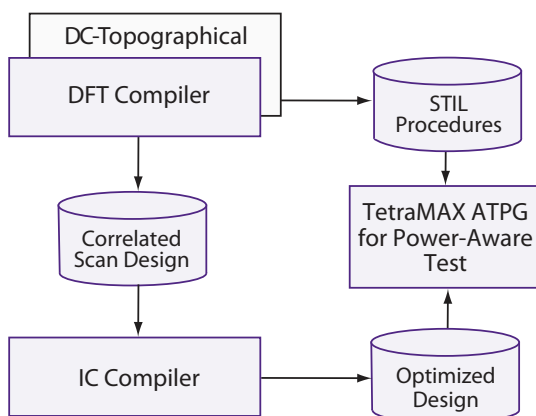 DC-Topographical
DFT Compiler
STIL
Procedures
Correlated
Scan Design
TetraMAX ATPG
for Power-Aware
Test
IC Compiler
Optimized
Design